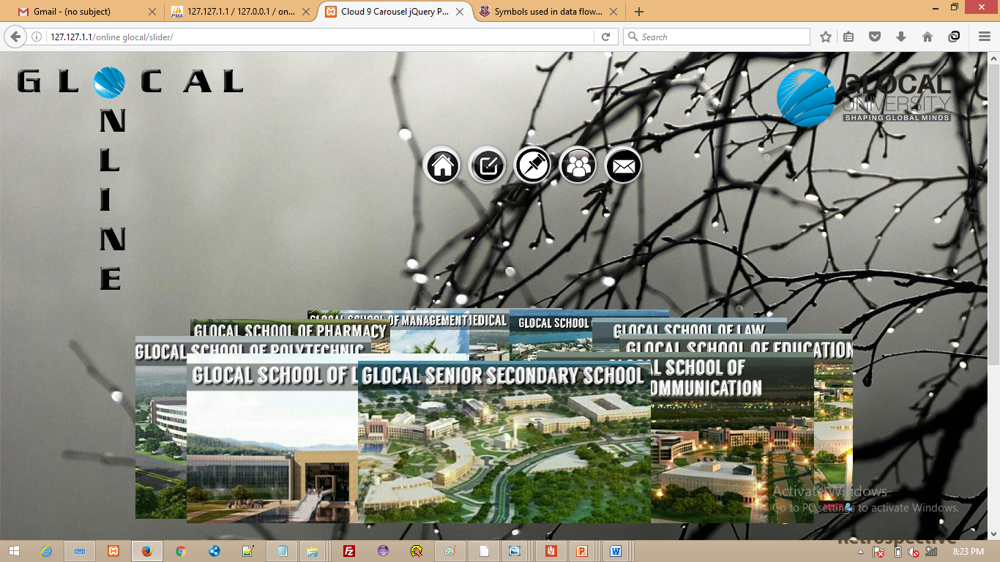 Gmail - (no subject)
127.127.1.1 / 127.0.0.1 / on...
Cloud 9 Carousel jQuery P...
Symbols used in data flow...
127.127.1.1/online glocal/slider/
Search
GLOCAL
NLINE
GLOCAL
UNIVERSITY
SHAPING GLOBAL MINDS
GLOCAL SCHOOL OF MANAGEMENT
MEDICAL
GLOCAL SCHOOL
GLOCAL SCHOOL OF PHARMACY
GLOCAL SCHOOL OF LAW
GLOCAL SCHOOL OF POLYTECHNIC
GLOCAL SCHOOL OF EDUCATION
GLOCAL SCHOOL OF L
GLOCAL SENIOR SECONDARY SCHOOL
SCHOOL OF
OMMUNICATION
Activate Windows
Go to PC settings to activate Windows.
Retrospective
8:23 PM